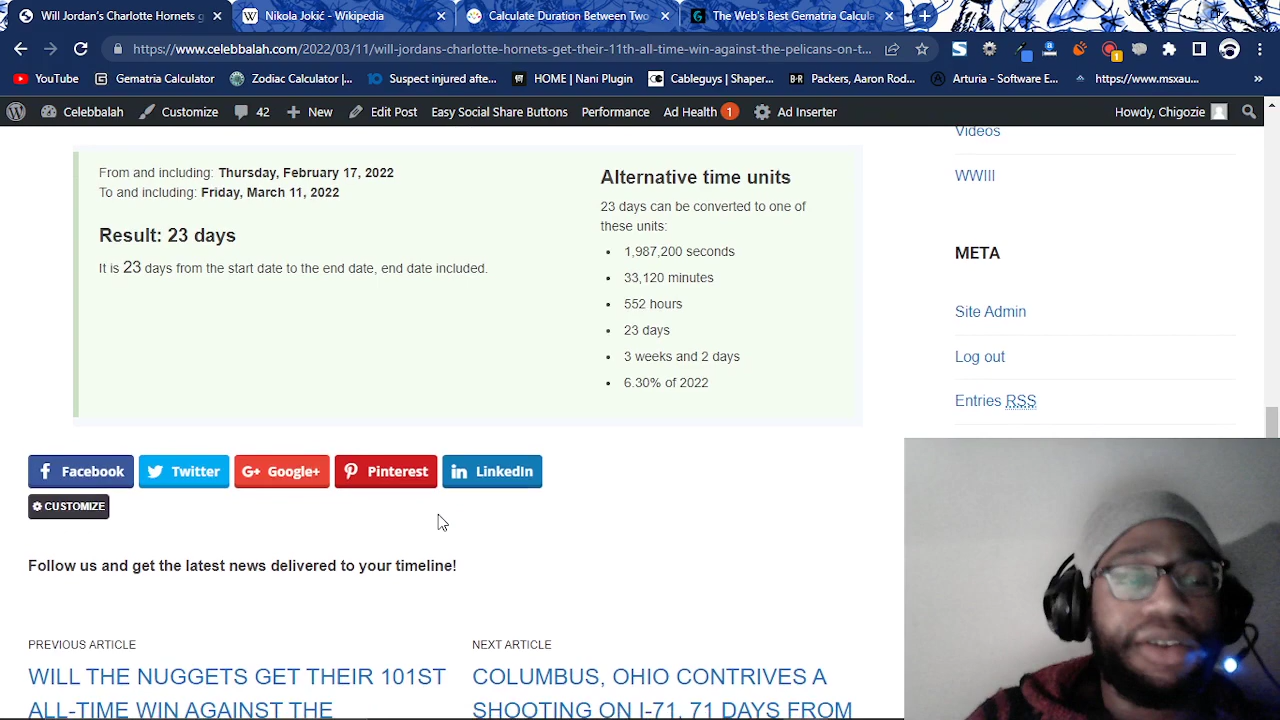 Will Jordan's Charlotte Hornets g
Nikola Jokić - Wikipedia
Calculate Duration Between Two
The Web's Best Gematria Calcula
https://www.celebbalah.com/2022/03/11/will-jordans-charlotte-hornets-get-their-11th-all-time-win-against-the-pelicans-on-t...
YouTube
Gematria Calculator
Zodiac Calculator |...
Suspect injured afte...
HOME | Nani Plugin
Cableguys | Shaper...
Packers, Aaron Rod...
Arturia - Software E...
https://www.msxau...
»
Celebbalah
Customize
42
New
Edit Post
Easy Social Share Buttons
Performance
Ad Health 1
Ad Inserter
Howdy, Chigozie
From and including: Thursday, February 17, 2022
To and including: Friday, March 11, 2022
Result: 23 days
It is 23 days from the start date to the end date, end date included.
Alternative time units
23 days can be converted to one of
these units:
• 1,987,200 seconds
• 33,120 minutes
• 552 hours
• 23 days
• 3 weeks and 2 days
• 6.30% of 2022
Videos
WWIII
META
Site Admin
Log out
Entries RSS
Facebook
Twitter
Google+
Pinterest
LinkedIn
CUSTOMIZE
Follow us and get the latest news delivered to your timeline!
PREVIOUS ARTICLE
WILL THE NUGGETS GET THEIR 101ST
ALL-TIME WIN AGAINST THE
NEXT ARTICLE
COLUMBUS, OHIO CONTRIVES A
SHOOTING ON I-71, 71 DAYS FROM